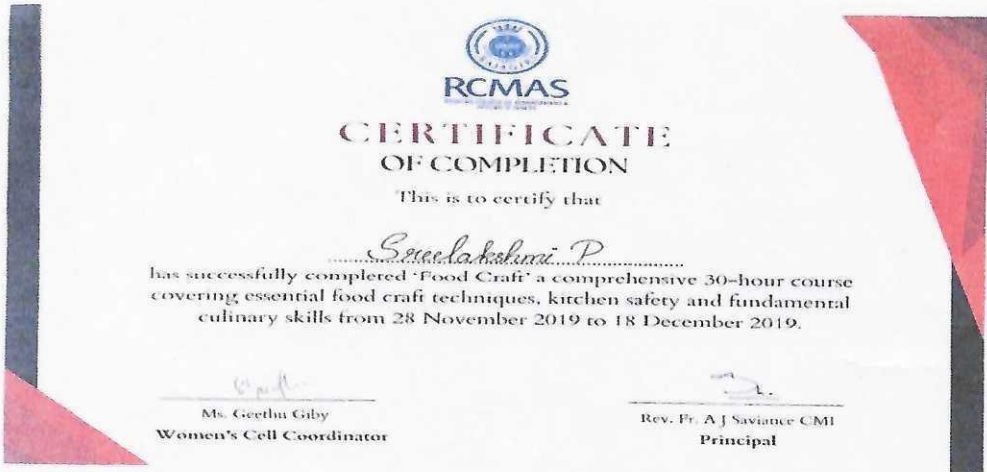 RCMAS
CERTIFICATE
OF COMPLETION
This is to certify that
Sreelakshmi P
has successfully completed 'Food Craft' a comprehensive 30-hour course
covering essential food craft techniques, kitchen safety and fundamental
culinary skills from 28 November 2019 to 18 December 2019.
Ms. Geethu Giby
Women's Cell Coordinator
Rev. Fr. A J Saviance CMI
Principal